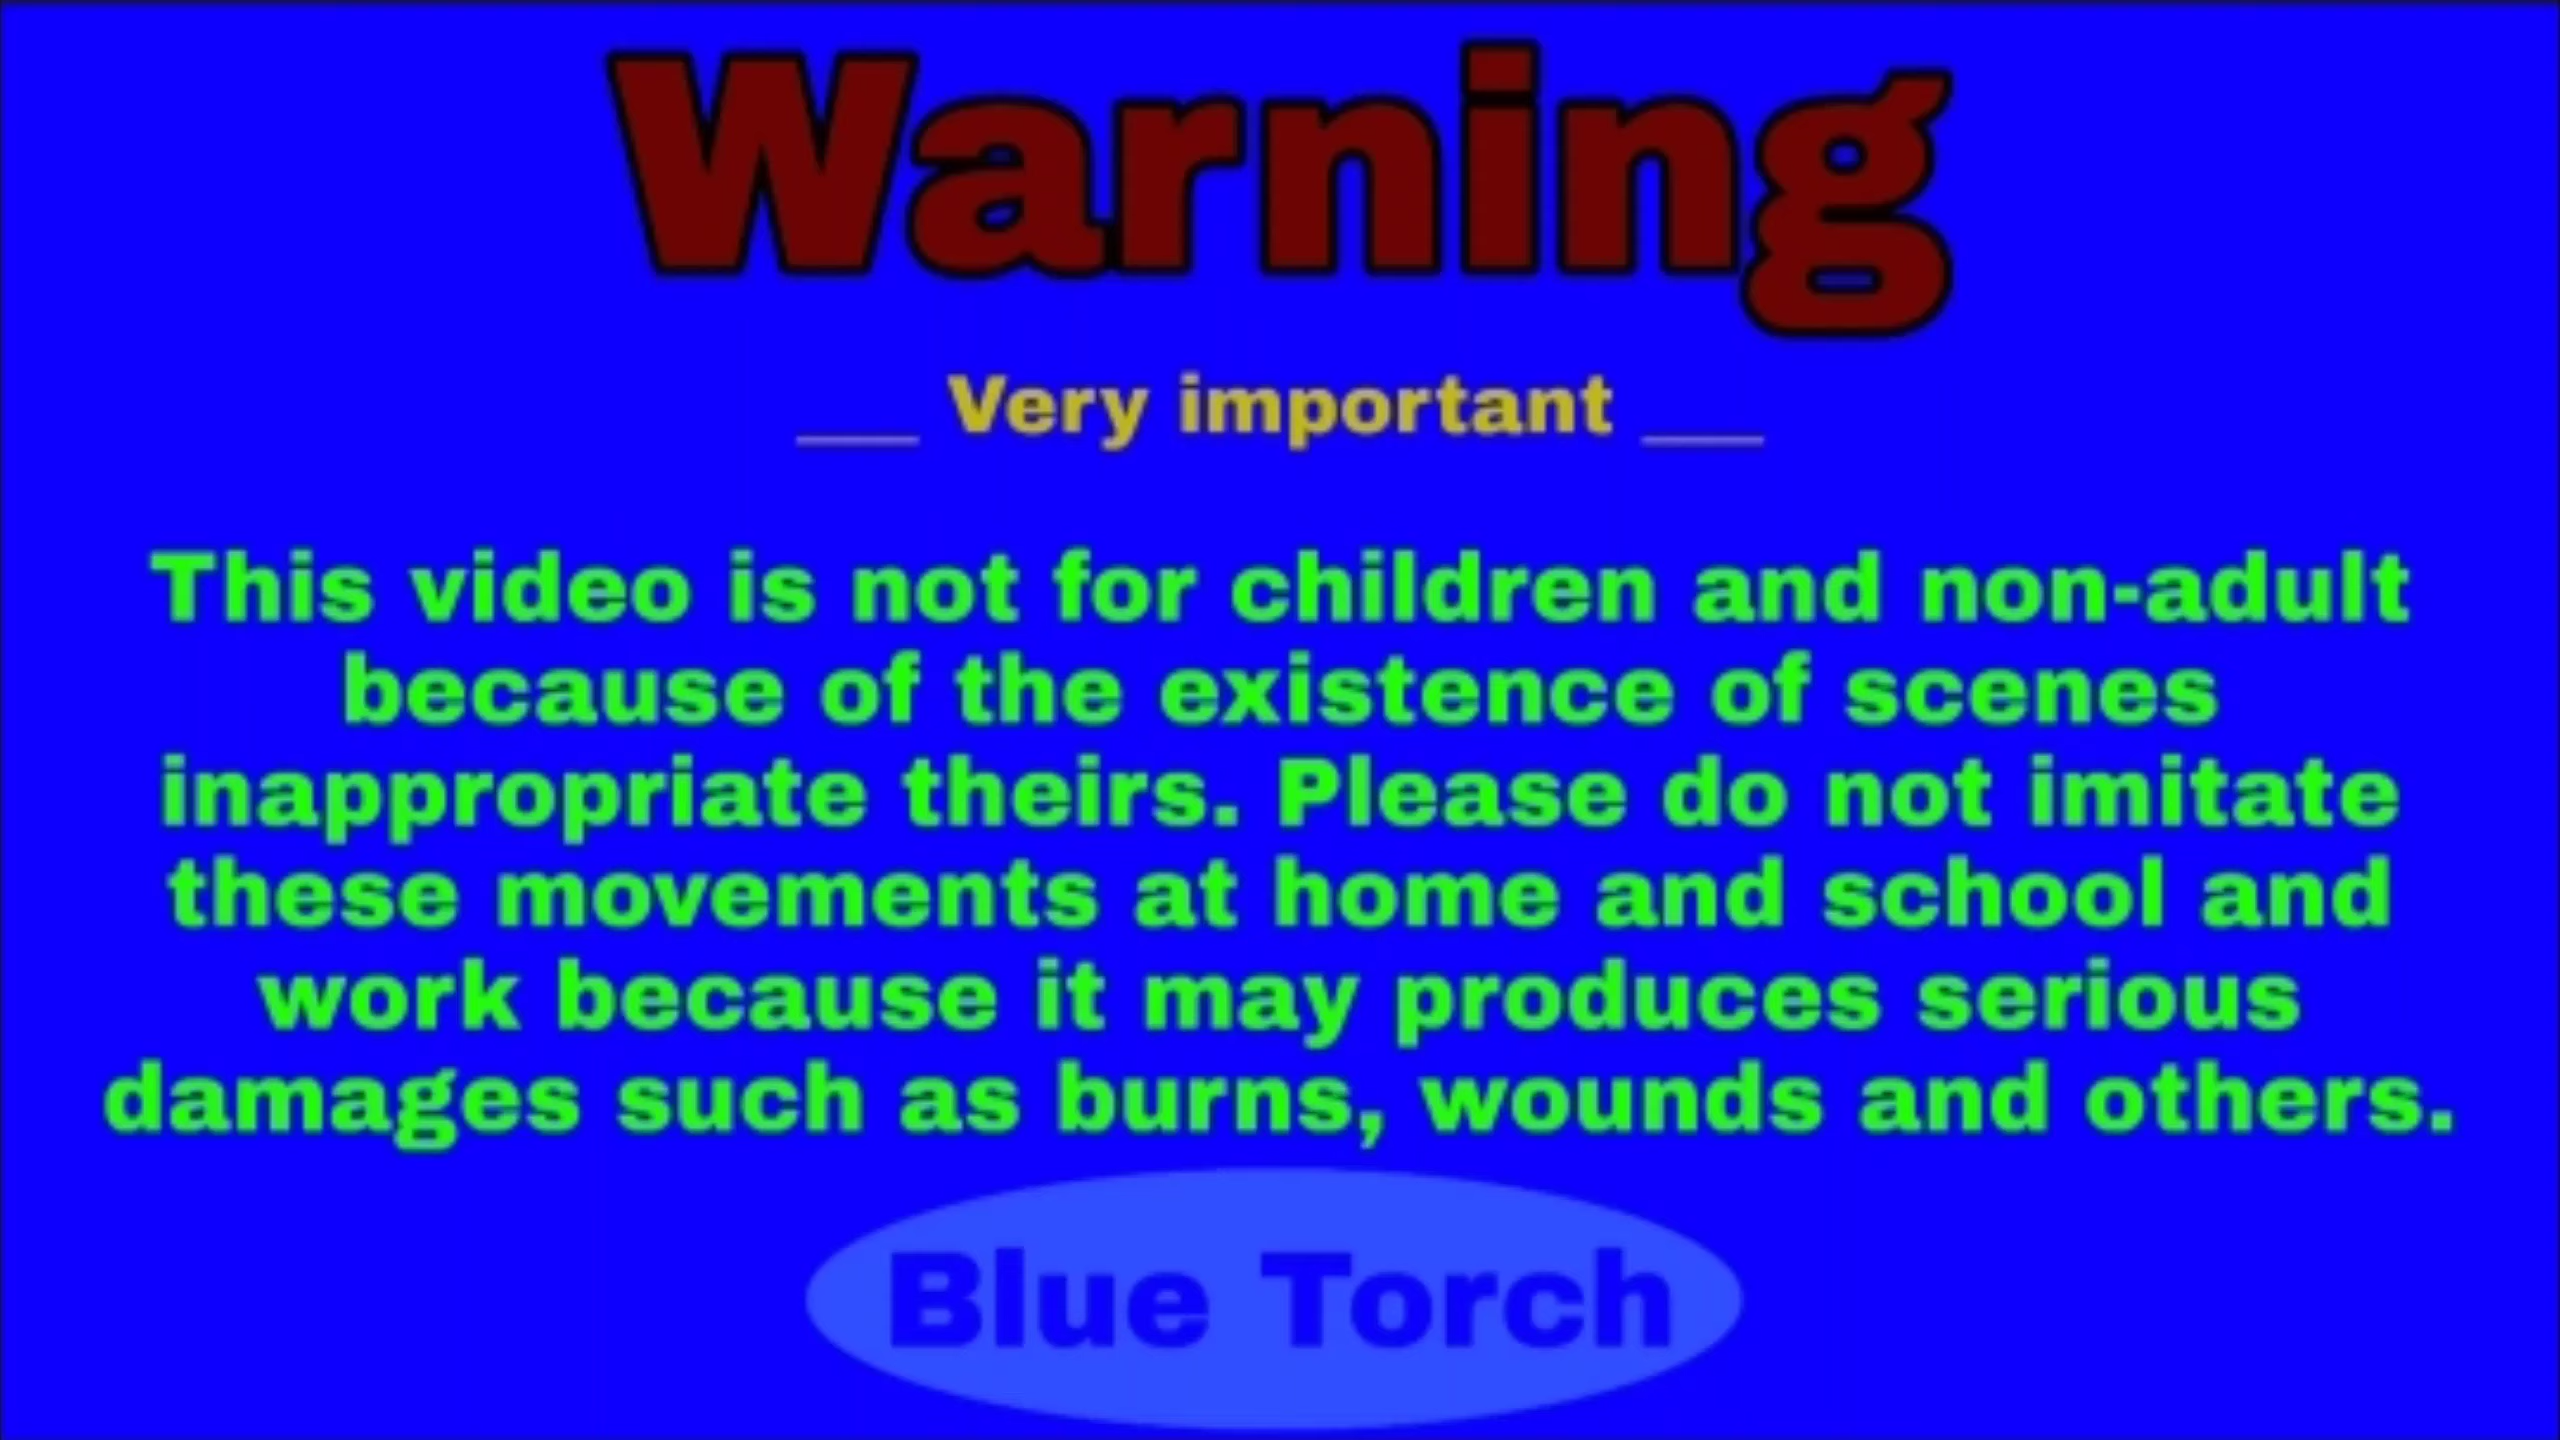 Warning
__ Very important __
This video is not for children and non-adult
because of the existence of scenes
inappropriate theirs. Please do not imitate
these movements at home and school and
work because it may produces serious
damages such as burns, wounds and others.
Blue Torch